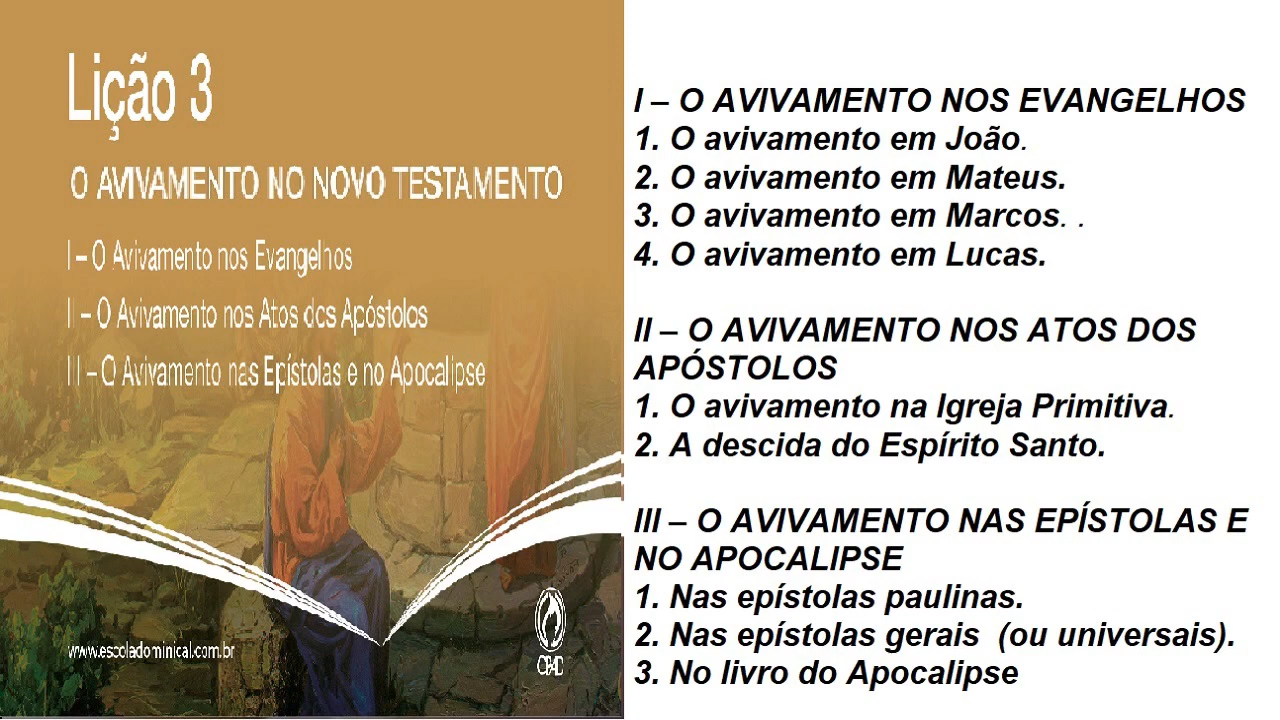 Lição 3
O AVIVAMENTO NO NOVO TESTAMENTO
I – O Avivamento nos Evangelhos
II – O Avivamento nos Atos dos Apóstolos
III – O Avivamento nas Epístolas e no Apocalipse
www.escoladominical.com.br
CPAD
I – O AVIVAMENTO NOS EVANGELHOS
1. O avivamento em João.
2. O avivamento em Mateus.
3. O avivamento em Marcos. .
4. O avivamento em Lucas.
II – O AVIVAMENTO NOS ATOS DOS
APÓSTOLOS
1. O avivamento na Igreja Primitiva.
2. A descida do Espírito Santo.
III – O AVIVAMENTO NAS EPÍSTOLAS E
NO APOCALIPSE
1. Nas epístolas paulinas.
2. Nas epístolas gerais  (ou universais).
3. No livro do Apocalipse